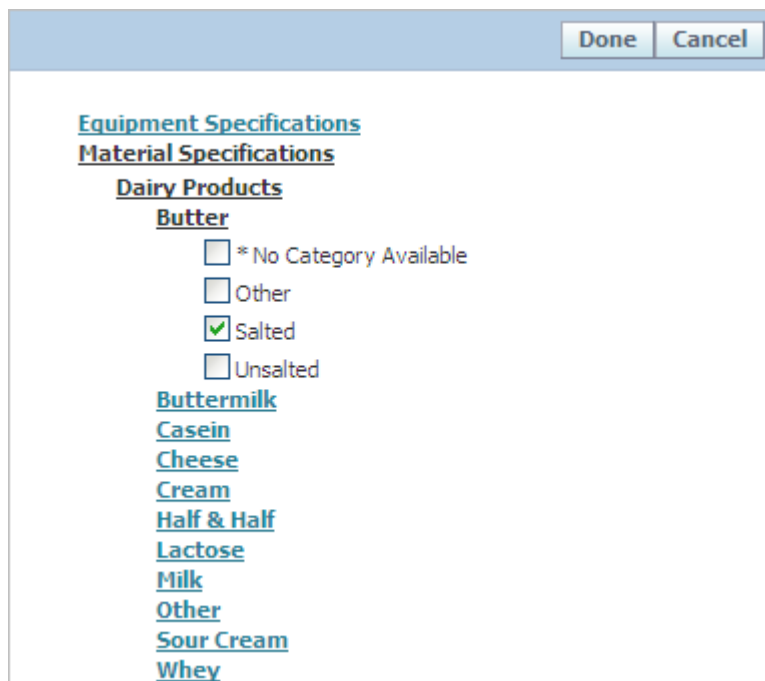 Done Cancel
Equipment Specifications
Material Specifications
Dairy Products
Butter
* No Category Available
Other
Salted
Unsalted
Buttermilk
Casein
Cheese
Cream
Half & Half
Lactose
Milk
Other
Sour Cream
Whey